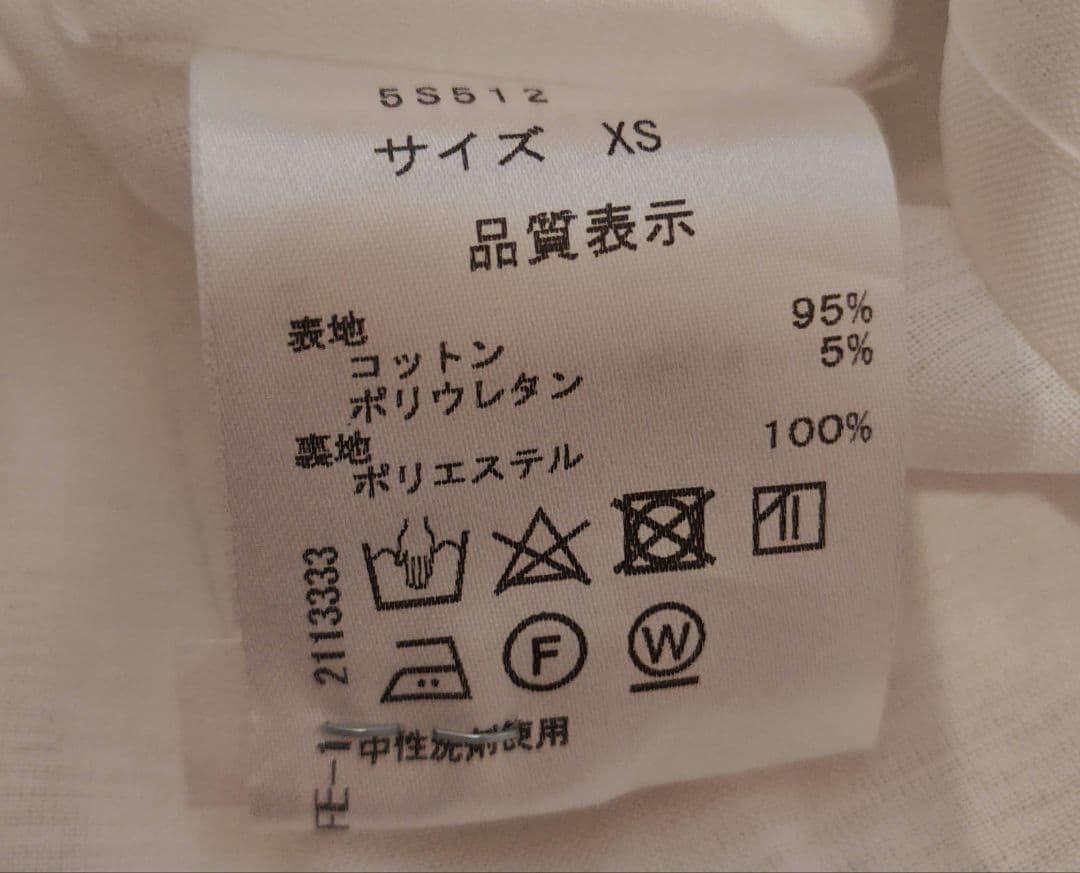 5S512
サイズ XS
品質表示
表地
コットン 95%
ポリウレタン 5%
裏地
ポリエステル 100%
F W
中性洗剤使用
FE-1 2113333